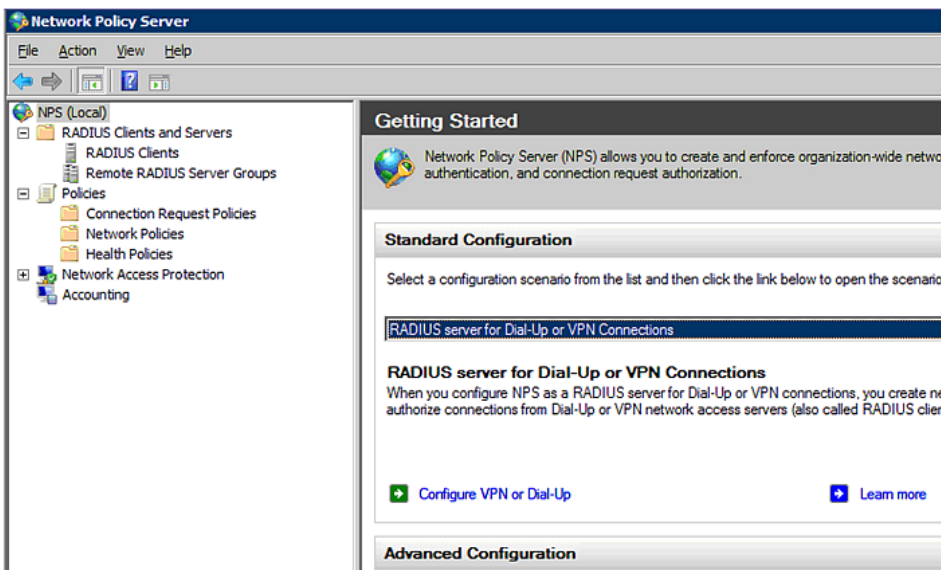 Network Policy Server
File Action View Help
NPS (Local)
RADIUS Clients and Servers
RADIUS Clients
Remote RADIUS Server Groups
Policies
Connection Request Policies
Network Policies
Health Policies
Network Access Protection
Accounting
Getting Started
Network Policy Server (NPS) allows you to create and enforce organization-wide netwo
authentication, and connection request authorization.
Standard Configuration
Select a configuration scenario from the list and then click the link below to open the scenario
RADIUS server for Dial-Up or VPN Connections
RADIUS server for Dial-Up or VPN Connections
When you configure NPS as a RADIUS server for Dial-Up or VPN connections, you create ne
authorize connections from Dial-Up or VPN network access servers (also called RADIUS clien
Configure VPN or Dial-Up Learn more
Advanced Configuration